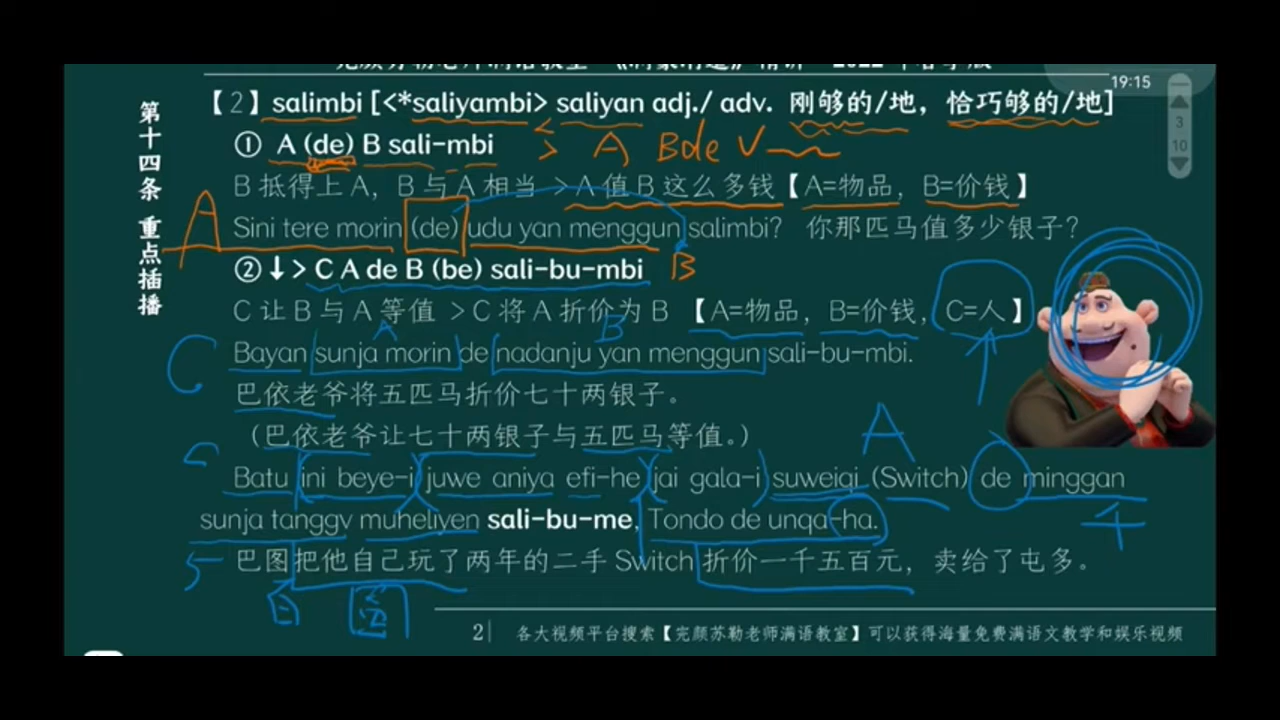 19:15
第十四条 重点插播
【2】salimbi [<*saliyambi> saliyan adj./ adv. 刚够的/地，恰巧够的/地]
① A (de) B sali-mbi > A Bde V
B 抵得上 A，B 与 A 相当 > A 值 B 这么多钱【A=物品，B=价钱】
A
Sini tere morin (de) udu yan menggun salimbi? 你那匹马值多少银子?
② ↓ > C A de B (be) sali-bu-mbi B
C 让 B 与 A 等值 > C 将 A 折价为 B 【A=物品，B=价钱，C=人】
A B
C Bayan sunja morin de nadanju yan menggun sali-bu-mbi.
巴依老爷将五匹马折价七十两银子。
（巴依老爷让七十两银子与五匹马等值。）
A
Batu ini beye-i juwe aniya efi-he jai gala-i suweiqi (Switch) de minggan
sunja tanggv muheliyen sali-bu-me, Tondo de unqa-ha.
巴图把他自己玩了两年的二手 Switch 折价一千五百元，卖给了屯多。
3
10
2| 各大视频平台搜索【完颜苏勒老师满语教室】可以获得海量免费满语文教学和娱乐视频